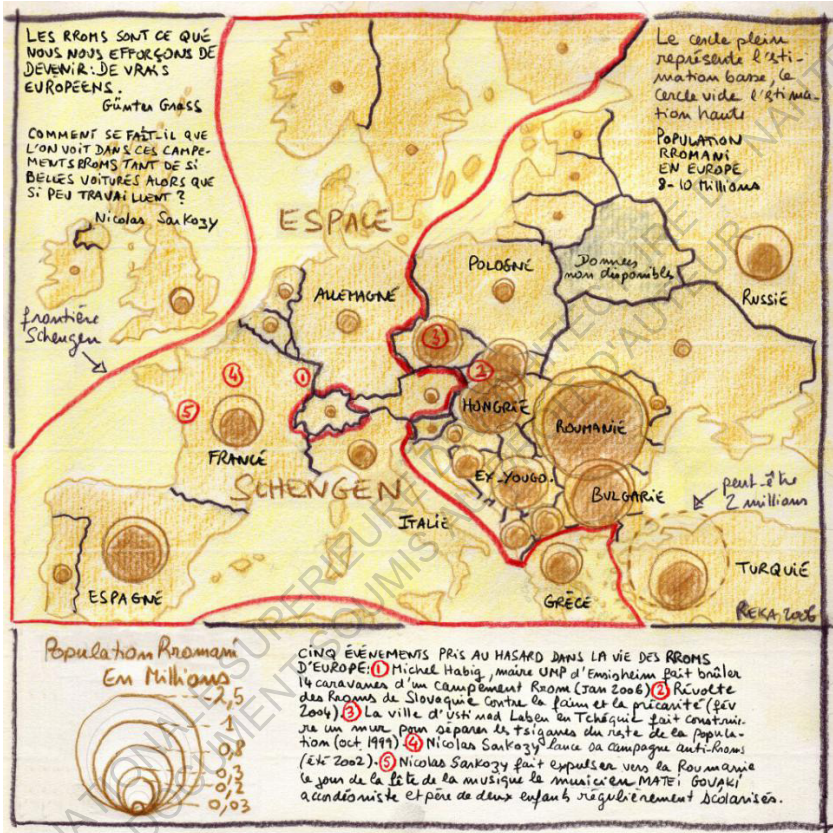 LES RROMS SONT CE QUE
NOUS NOUS EFFORÇONS DE
DEVENIR : DE VRAIS
EUROPÉENS.
Günter Grass
COMMENT SE FAIT-IL QUE
L'ON VOIT DANS CES CAMPE-
MENTS RROMS TANT DE SI
BELLES VOITURES ALORS QUE
SI PEU TRAVAILLENT ?
Nicolas Sarkozy
Le cercle plein
représente l'esti-
mation basse, le
cercle vide l'estima-
tion haute
POPULATION
RROMANI
EN EUROPE
8-10 Millions
ESPACE
POLOGNE
Données
non disponibles
ALLEMAGNE
RUSSIE
frontière
Schengen
3
4
1
2
5
HONGRIE
ROUMANIE
FRANCE
SCHENGEN
EX-YOUGO.
BULGARIE
peut-être
2 millions
ITALIE
TURQUIE
ESPAGNE
GRÈCE
REKA 2006
Population Rromani
En Millions
2,5
1
0,8
0,3
0,2
0,03
CINQ ÉVÉNEMENTS PRIS AU HASARD DANS LA VIE DES RROMS
D'EUROPE : 1 Michel Habig, maire UMP d'Ensigheim fait brûler
14 caravanes d'un campement Rrom (Jan 2006) 2 Révolte
des Rroms de Slovaquie contre la faim et la précarité (fév
2004). 3 La ville d'Usti nad Laben en Tchéquie fait construi-
re un mur pour séparer les tsiganes du reste de la popula-
tion (oct. 1999). 4 Nicolas Sarkozy lance sa campagne anti-Rroms
(été 2002). 5 Nicolas Sarkozy fait expulser vers la Roumanie
le jour de la fête de la musique le musicien MATEI GOUAKI
accordéoniste et père de deux enfants régulièrement scolarisés.